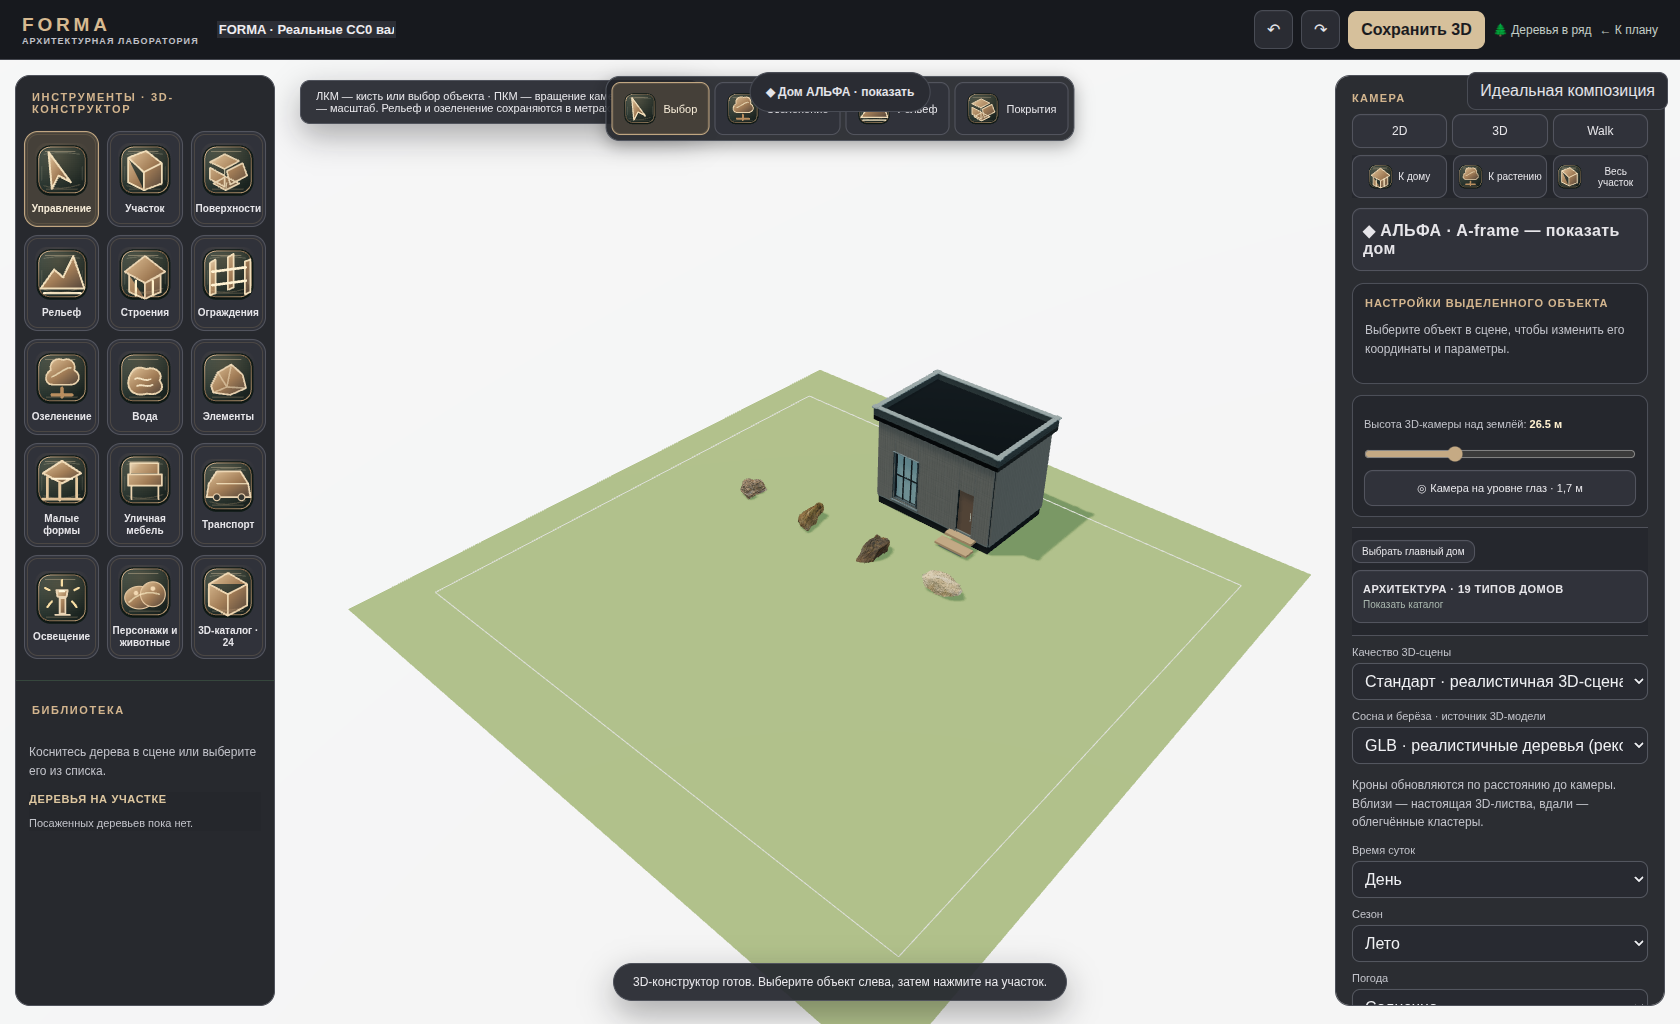 FORMA
АРХИТЕКТУРНАЯ ЛАБОРАТОРИЯ
FORMA · Реальные CC0 ва
↶
↷
Сохранить 3D
🌲 Деревья в ряд
← К плану
ИНСТРУМЕНТЫ · 3D-
КОНСТРУКТОР
Управление
Участок
Поверхности
Рельеф
Строения
Ограждения
Озеленение
Вода
Элементы
Малые
формы
Уличная
мебель
Транспорт
Освещение
Персонажи и
животные
3D-каталог ·
24
БИБЛИОТЕКА
Коснитесь дерева в сцене или выберите
его из списка.
ДЕРЕВЬЯ НА УЧАСТКЕ
Посаженных деревьев пока нет.
ЛКМ — кисть или выбор объекта · ПКМ — вращение
— масштаб. Рельеф и озеленение сохраняются в
Выбор
◆ Дом АЛЬФА · показать
Покрытия
3D-конструктор готов. Выберите объект слева, затем нажмите на участок.
КАМЕРА
Идеальная композиция
2D
3D
Walk
К дому
К растению
Весь
участок
◆ АЛЬФА · A-frame — показать
дом
НАСТРОЙКИ ВЫДЕЛЕННОГО ОБЪЕКТА
Выберите объект в сцене, чтобы изменить его
координаты и параметры.
Высота 3D-камеры над землёй: 26.5 м
◎ Камера на уровне глаз · 1,7 м
Выбрать главный дом
АРХИТЕКТУРА · 19 ТИПОВ ДОМОВ
Показать каталог
Качество 3D-сцены
Стандарт · реалистичная 3D-сцена
Сосна и берёза · источник 3D-модели
GLB · реалистичные деревья (реко
Кроны обновляются по расстоянию до камеры.
Вблизи — настоящая 3D-листва, вдали —
облегчённые кластеры.
Время суток
День
Сезон
Лето
Погода